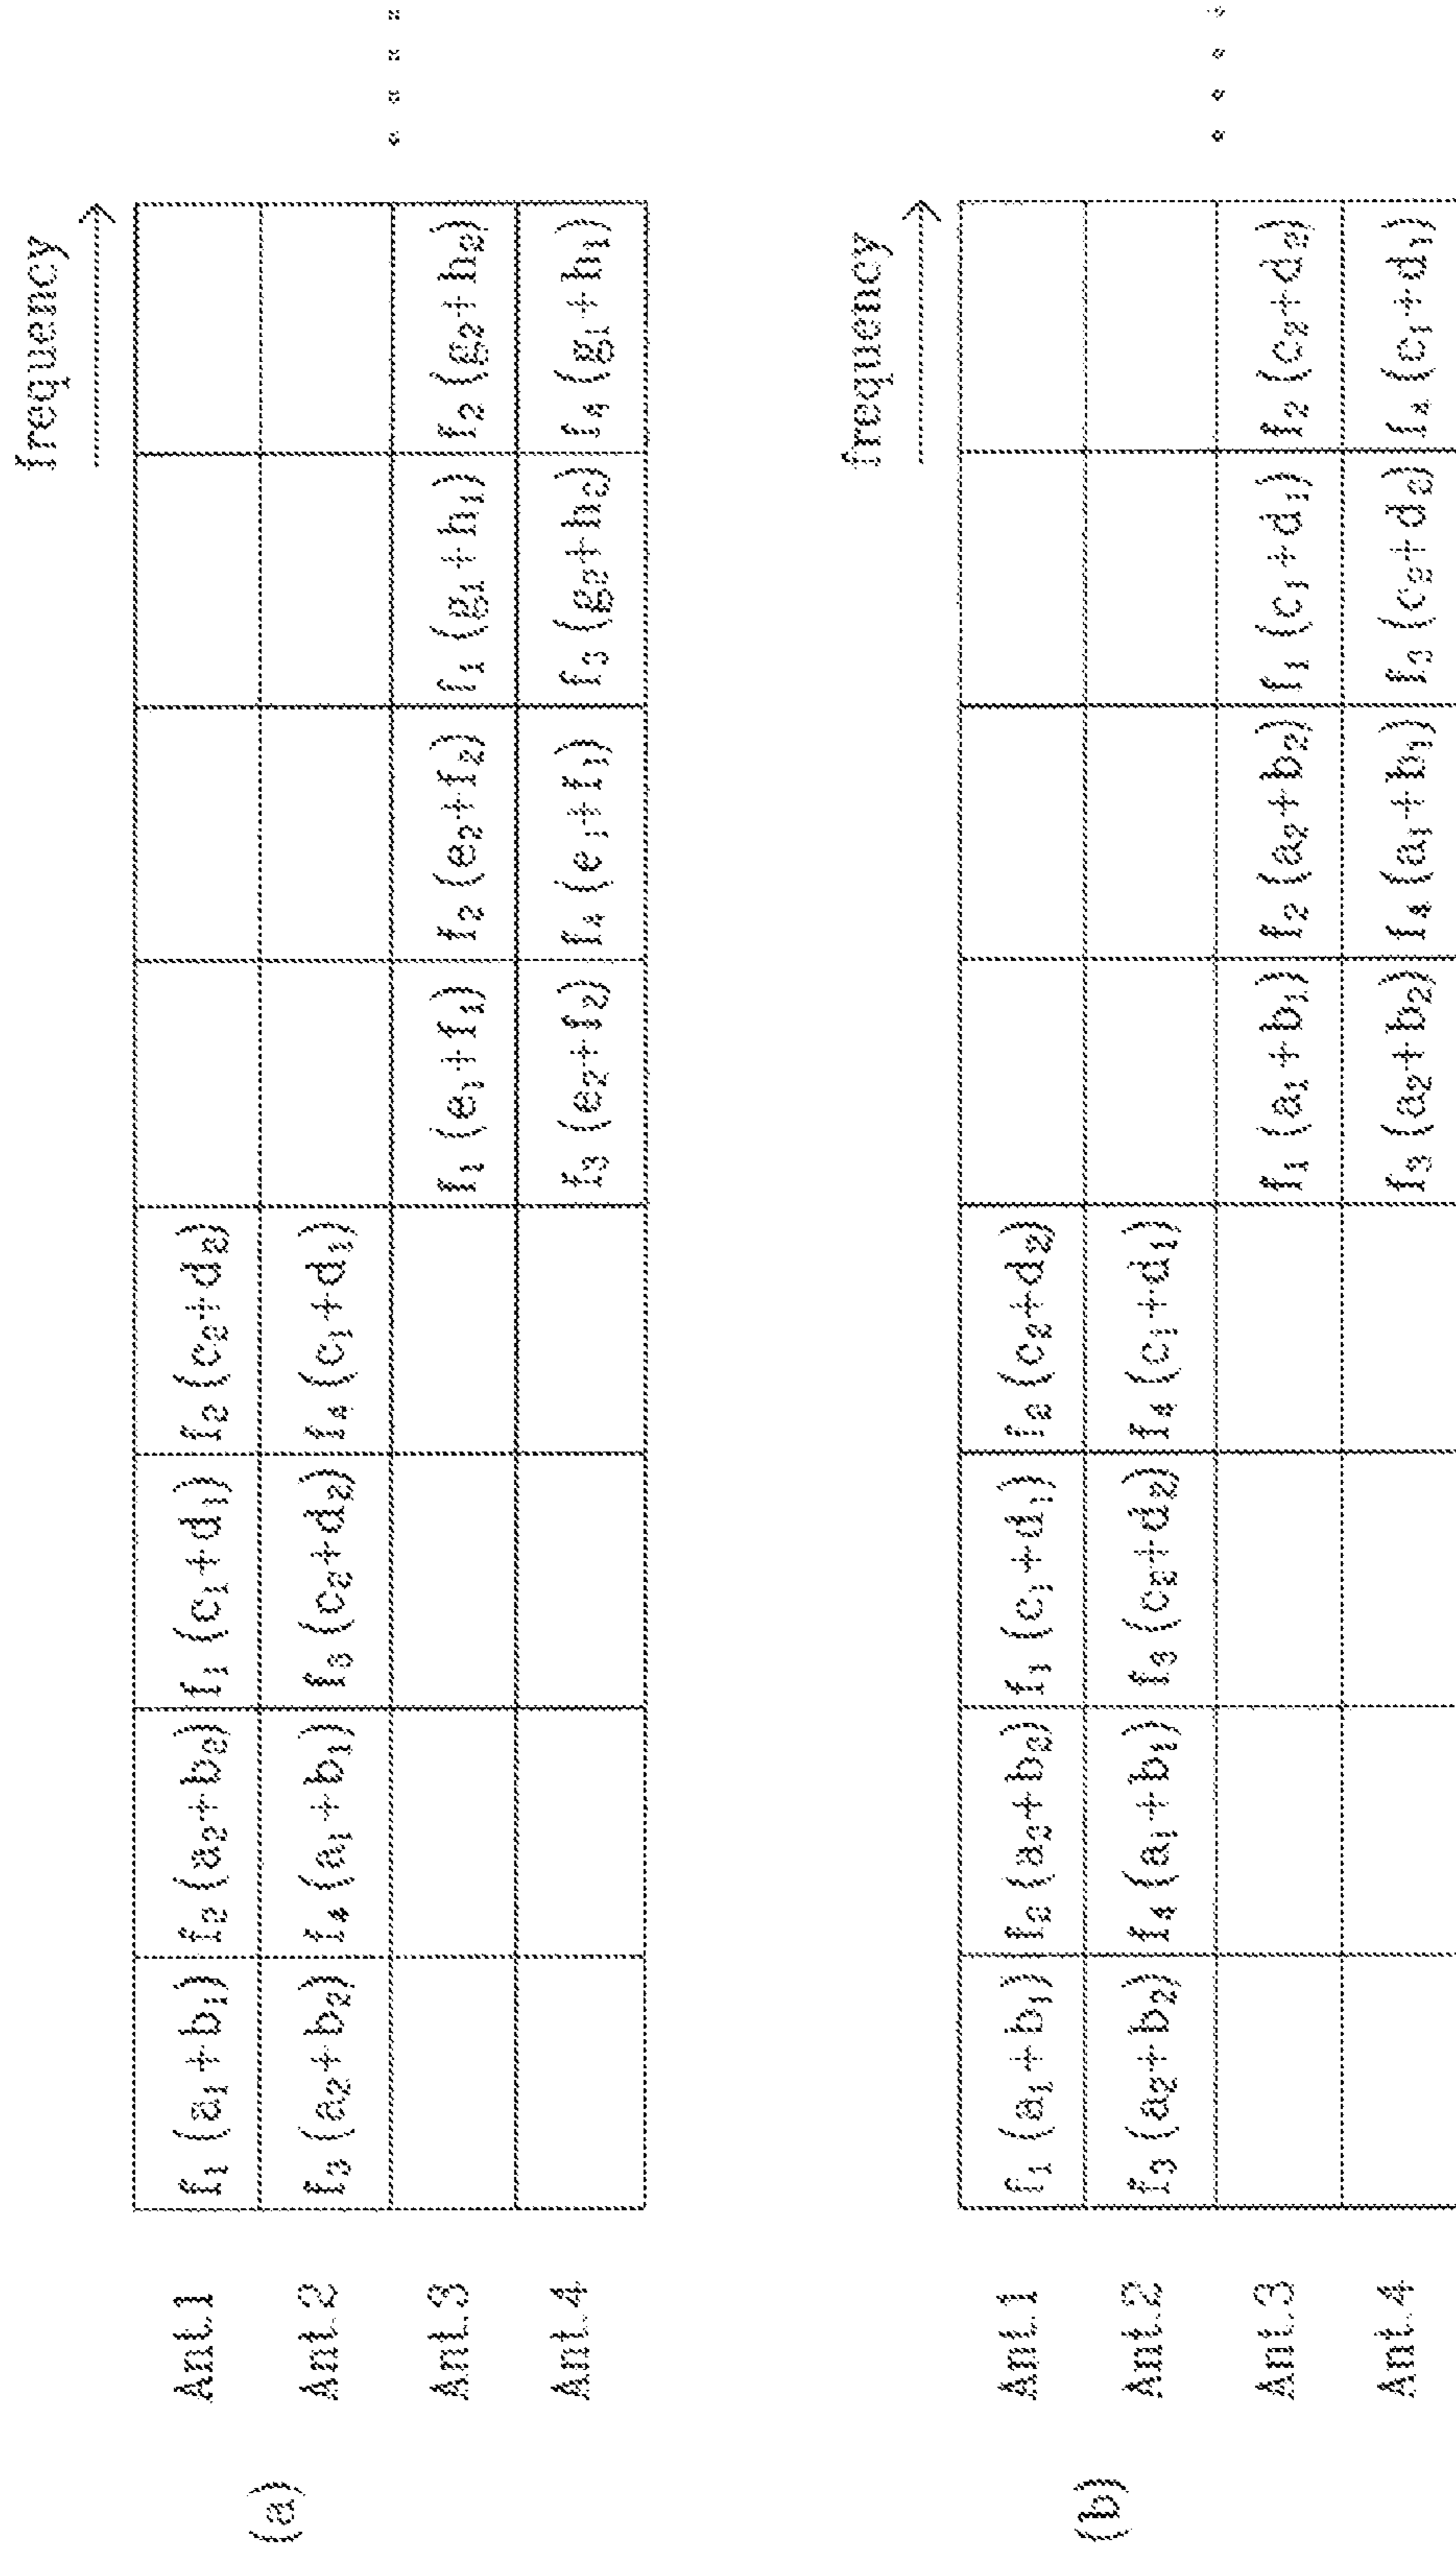 frequency
(a)
Ant.1 f₁(a₁+b₁) f₂(a₂+b₂) f₁(c₁+d₁) f₂(c₂+d₂)
Ant.2 f₃(a₂+b₂) f₄(a₁+b₁) f₃(c₂+d₂) f₄(c₁+d₁)
Ant.3 f₁(e₁+f₁) f₂(e₂+f₂) f₁(g₁+h₁) f₂(g₂+h₂)
Ant.4 f₃(e₂+f₂) f₄(e₁+f₁) f₃(g₂+h₂) f₄(g₁+h₁)
frequency
(b)
Ant.1 f₁(a₁+b₁) f₂(a₂+b₂) f₁(c₁+d₁) f₂(c₂+d₂)
Ant.2 f₃(a₂+b₂) f₄(a₁+b₁) f₃(c₂+d₂) f₄(c₁+d₁)
Ant.3 f₁(a₁+b₁) f₂(a₂+b₂) f₁(c₁+d₁) f₂(c₂+d₂)
Ant.4 f₃(a₂+b₂) f₄(a₁+b₁) f₃(c₂+d₂) f₄(c₁+d₁)